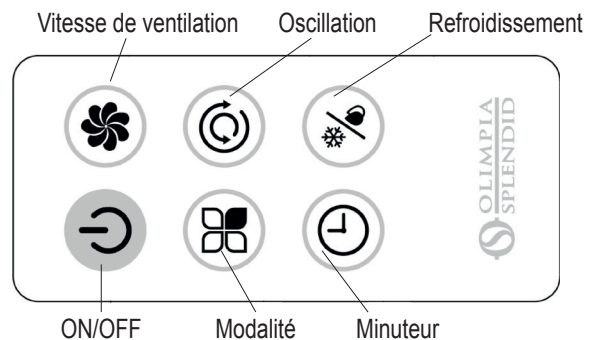 Vitesse de ventilation Oscillation Refroidissement
OLIMPIA
SPLENDID
ON/OFF Modalité Minuteur